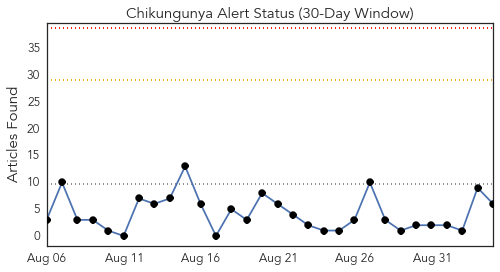 Chikungunya Alert Status (30-Day Window)
Articles Found
35
30
25
20
15
10
5
0
Aug 06 Aug 11 Aug 16 Aug 21 Aug 26 Aug 31